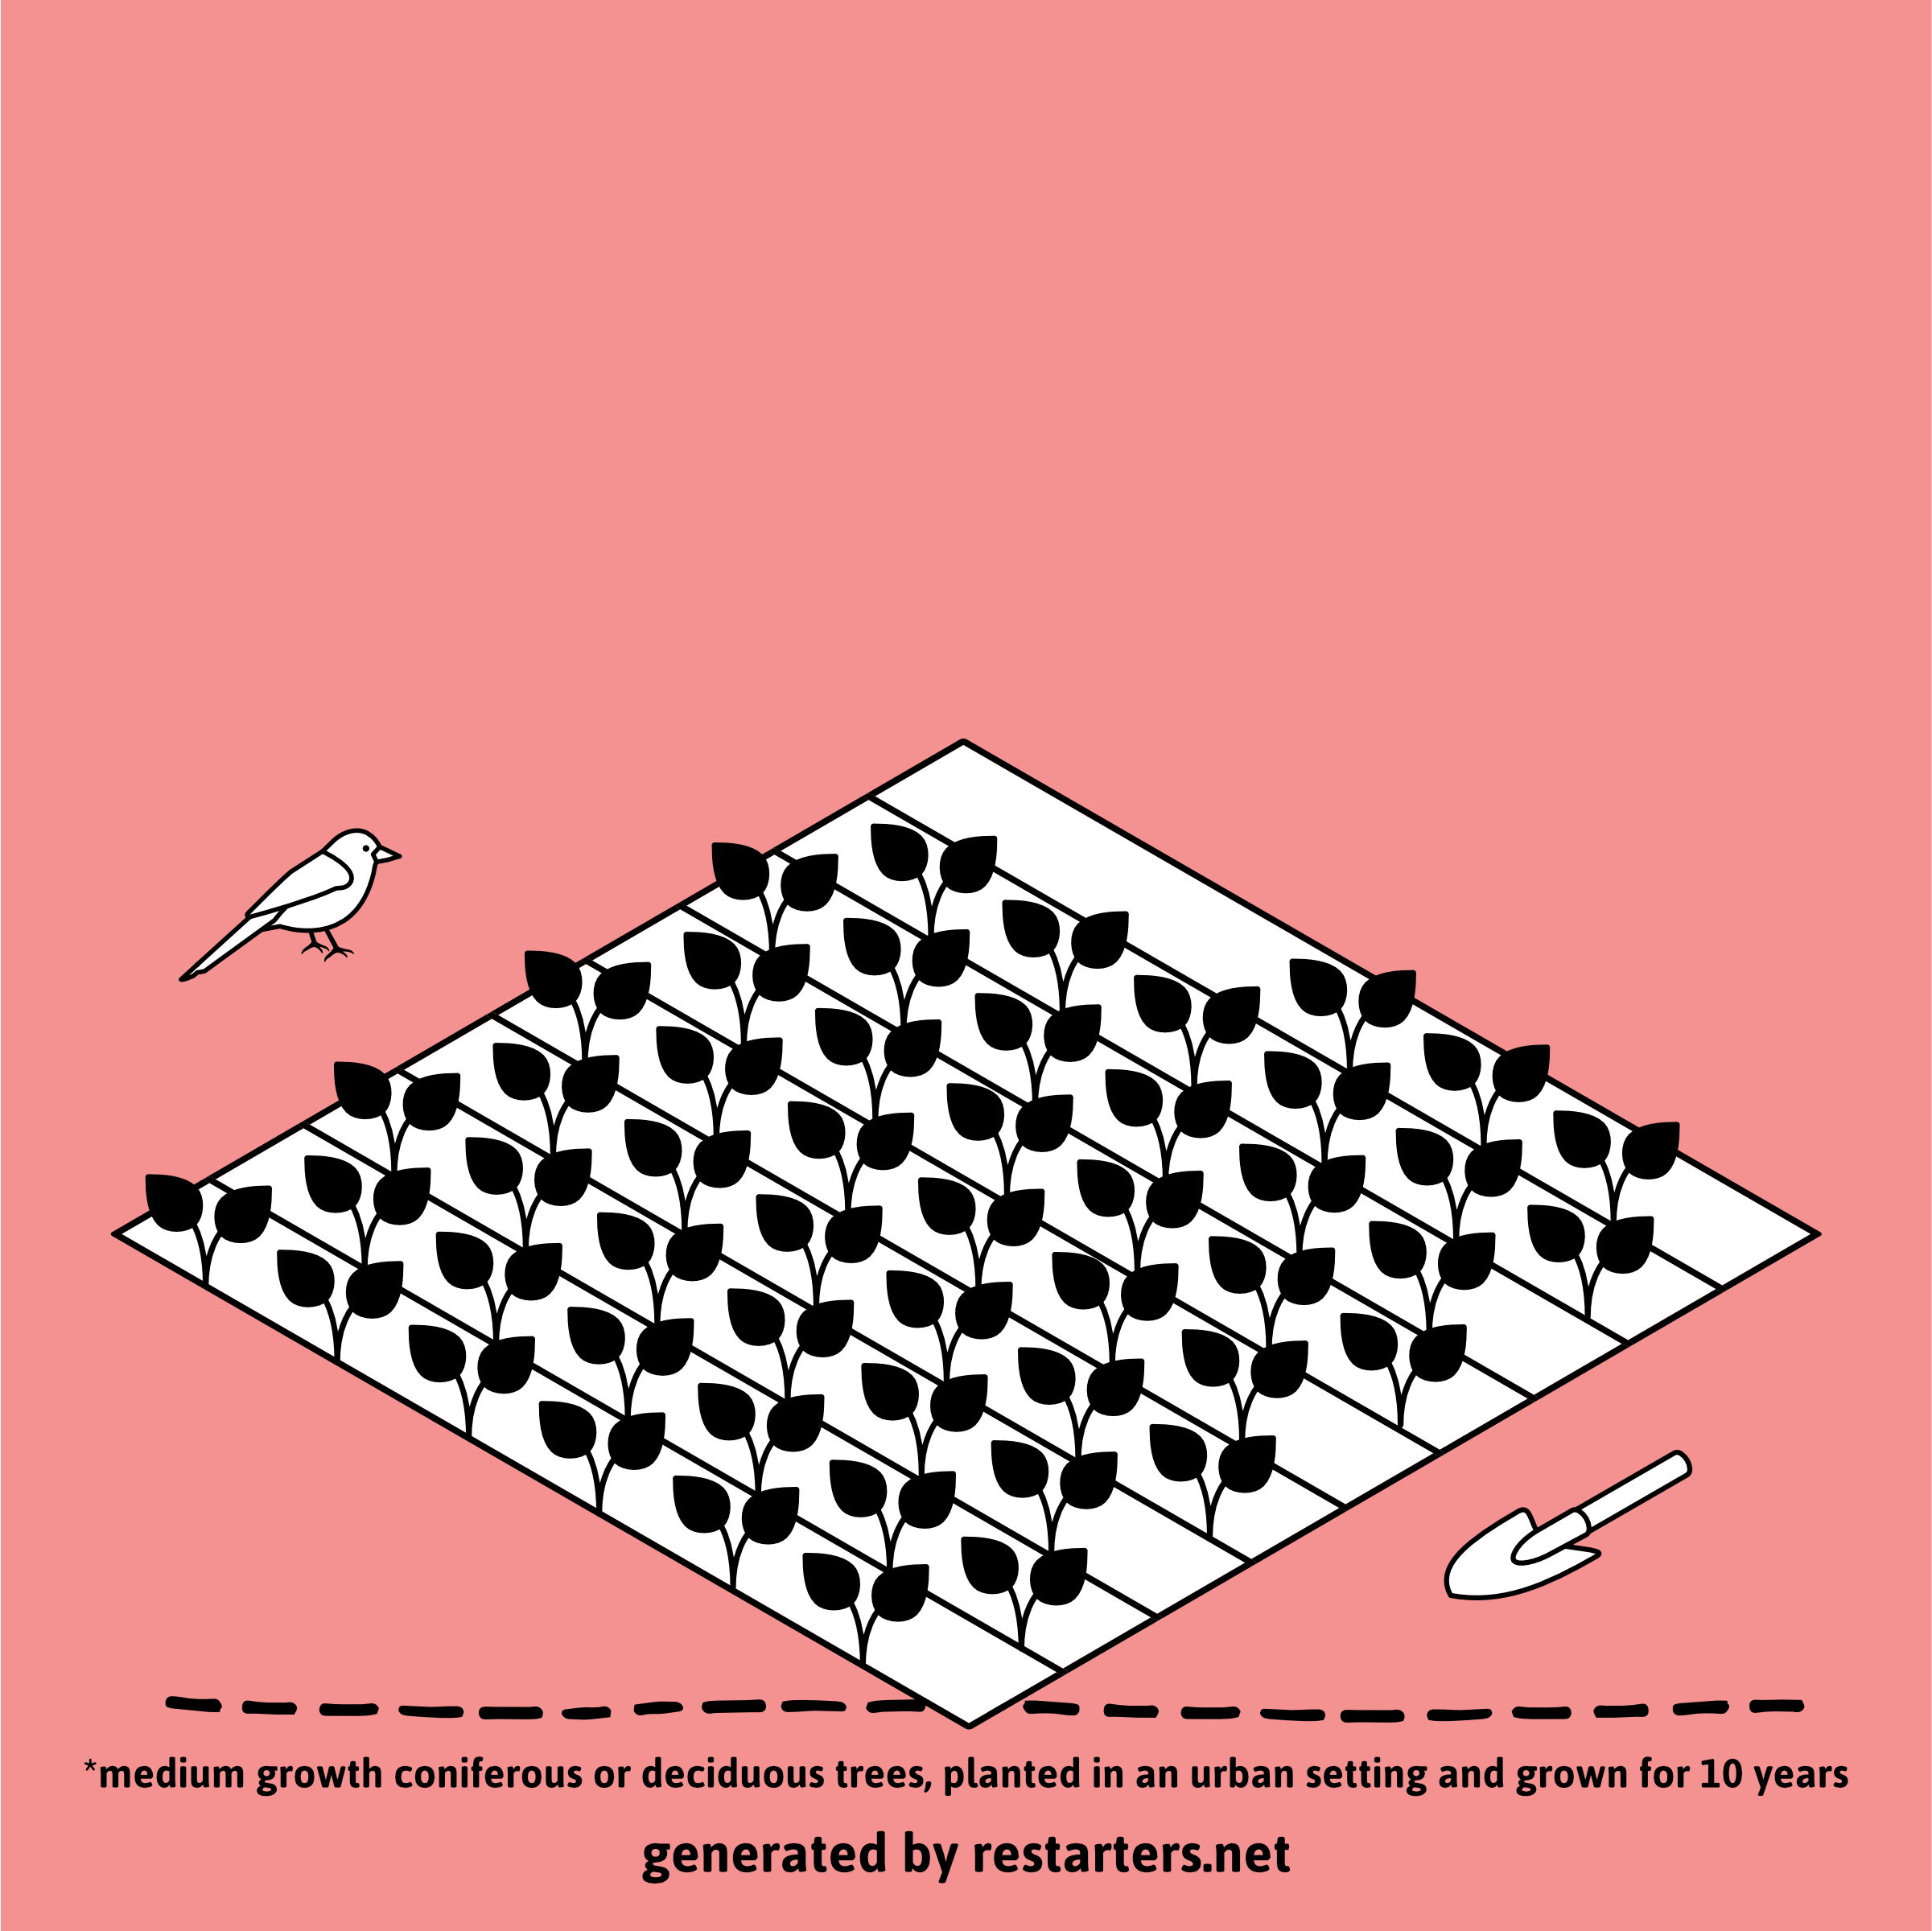 *medium growth coniferous or deciduous trees, planted in an urban setting and grown for 10 years
generated by restarters.net